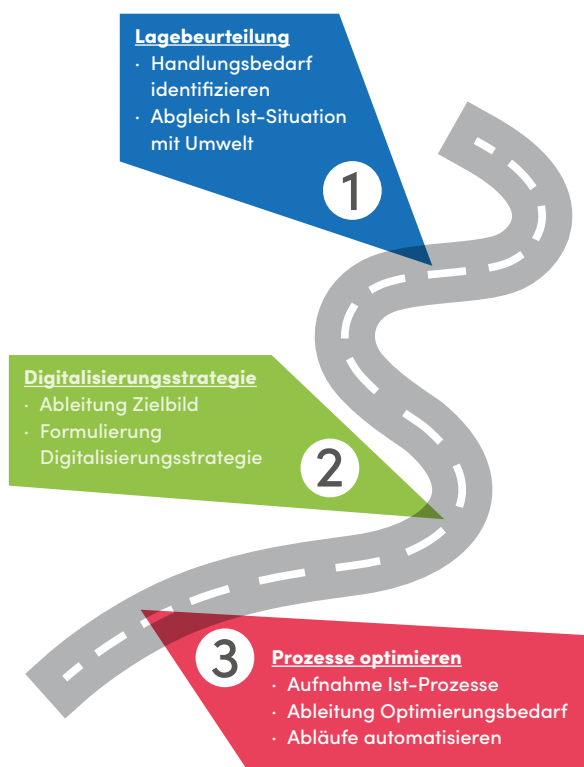 Lagebeurteilung
· Handlungsbedarf
identifizieren
· Abgleich Ist-Situation
mit Umwelt
1
Digitalisierungsstrategie
· Ableitung Zielbild
· Formulierung
Digitalisierungsstrategie
2
3
Prozesse optimieren
· Aufnahme Ist-Prozesse
· Ableitung Optimierungsbedarf
· Abläufe automatisieren